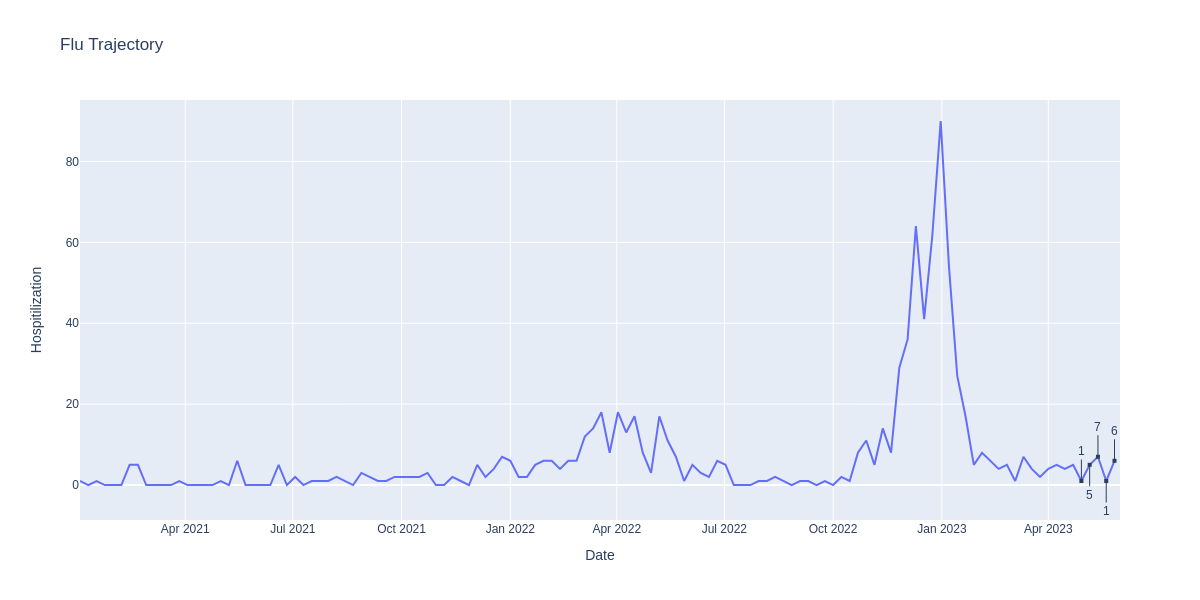 Flu Trajectory
Hospitilization
80
60
40
20
0
1
5
7
1
6
Apr 2021
Jul 2021
Oct 2021
Jan 2022
Apr 2022
Jul 2022
Oct 2022
Jan 2023
Apr 2023
Date